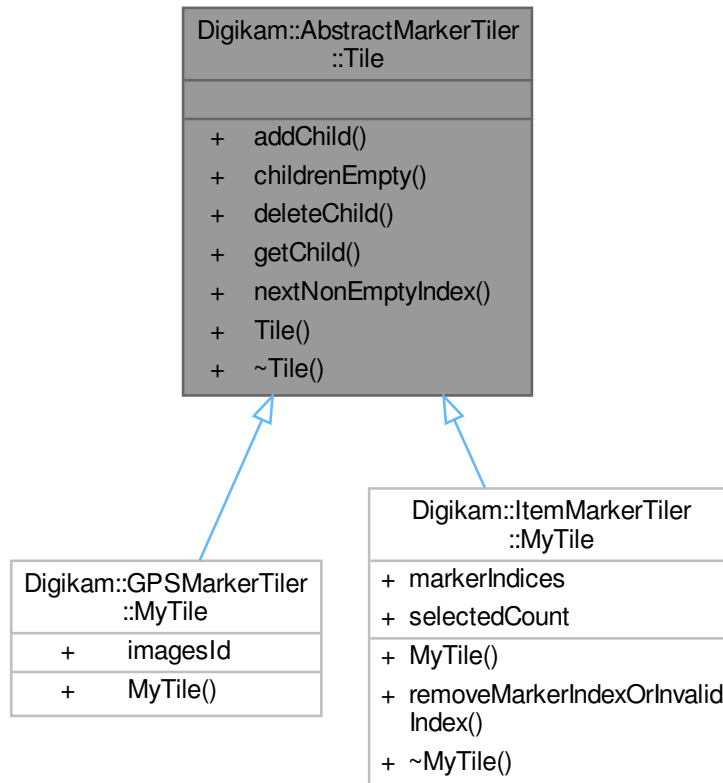 Digikam::AbstractMarkerTiler
::Tile
+ addChild()
+ childrenEmpty()
+ deleteChild()
+ getChild()
+ nextNonEmptyIndex()
+ Tile()
+ ~Tile()
Digikam::GPSMarkerTiler
::MyTile
+ imagesId
+ MyTile()
Digikam::ItemMarkerTiler
::MyTile
+ markerIndices
+ selectedCount
+ MyTile()
+ removeMarkerIndexOrInvalid
Index()
+ ~MyTile()